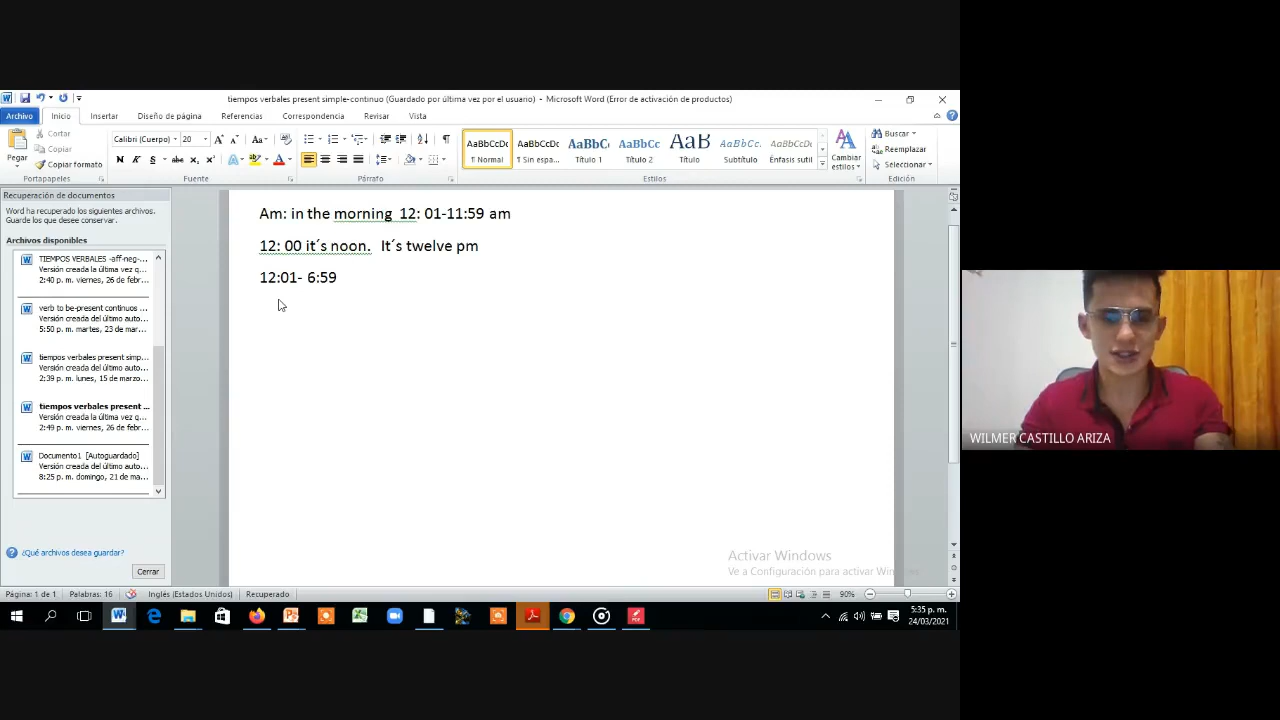 tiempos verbales present simple-continuo (Guardado por última vez por el usuario) - Microsoft Word (Error de activación de productos)
Archivo Inicio Insertar Diseño de página Referencias Correspondencia Revisar Vista
Pegar
Cortar
Copiar
Copiar formato
Portapapeles
Calibri (Cuerpo) 20
Fuente
Párrafo
AaBbCcDc AaBbCcDc AaBbC AaBbCc AaB AaBbCc. AaBbCcDc
¶ Normal ¶ Sin espa... Título 1 Título 2 Título Subtítulo Énfasis sutil
Estilos
Cambiar estilos
Buscar
Reemplazar
Seleccionar
Edición
Recuperación de documentos
Word ha recuperado los siguientes archivos.
Guarde los que desee conservar.
Archivos disponibles
TIEMPOS VERBALES -aff-neg-...
Versión creada la última vez q...
2:40 p. m. viernes, 26 de febr...
verb to be-present continuos ...
Versión creada del último auto...
5:50 p. m. martes, 23 de mar...
tiempos verbales present simp...
Versión creada del último auto...
2:39 p. m. lunes, 15 de marzo...
tiempos verbales present ...
Versión creada la última vez q...
2:49 p. m. viernes, 26 de febr...
Documento1 [Autoguardado]
Versión creada del último auto...
8:25 p. m. domingo, 21 de ma...
¿Qué archivos desea guardar?
Cerrar
Am: in the morning 12: 01-11:59 am
12: 00 it´s noon. It´s twelve pm
12:01- 6:59
Activar Windows
Ve a Configuración para activar Windows.
Página: 1 de 1 Palabras: 16 Inglés (Estados Unidos) Recuperado 90%
5:35 p. m.
24/03/2021
WILMER CASTILLO ARIZA